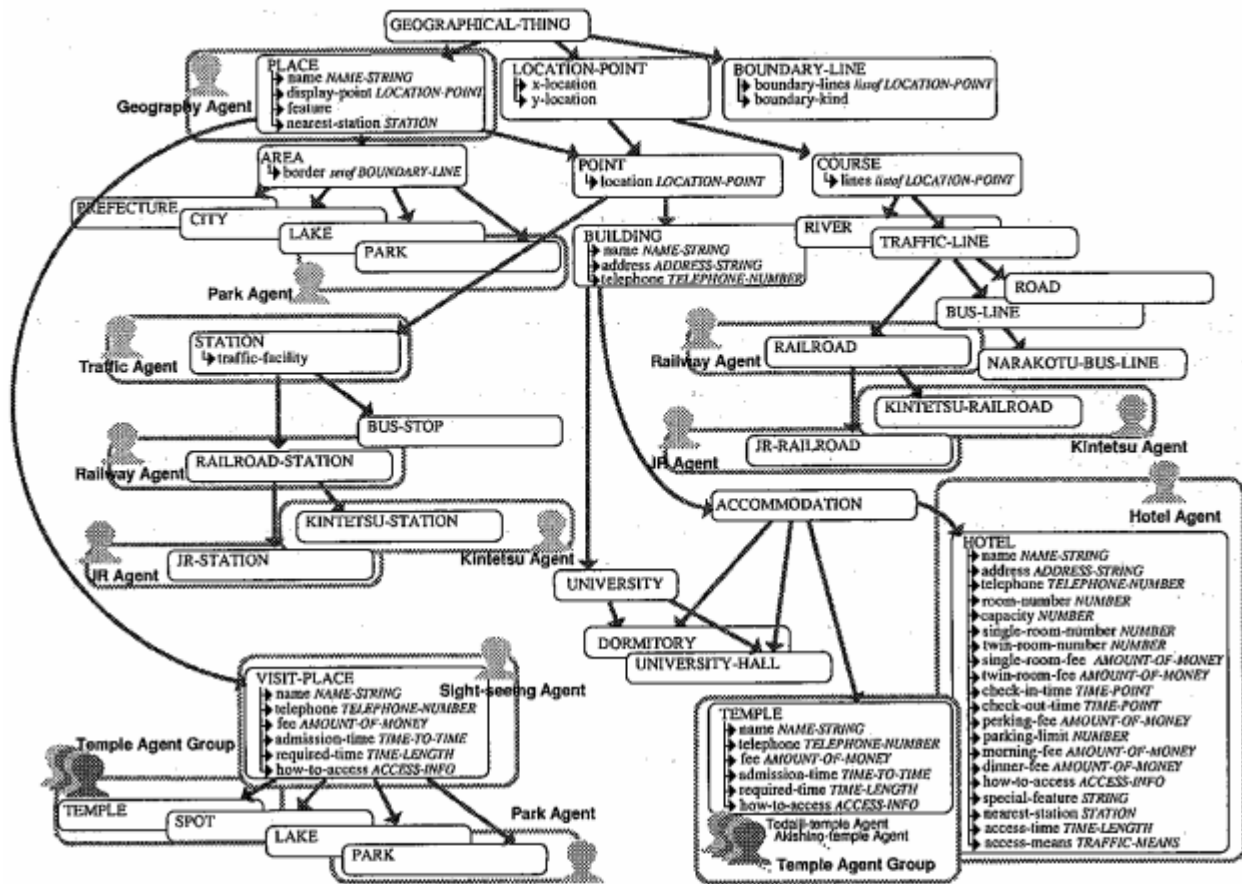 GEOGRAPHICAL-THING
PLACE
name NAME-STRING
display-point LOCATION-POINT
feature
nearest-station STATION
Geography Agent
LOCATION-POINT
x-location
y-location
BOUNDARY-LINE
boundary-lines listof LOCATION-POINT
boundary-kind
AREA
border setof BOUNDARY-LINE
POINT
location LOCATION-POINT
COURSE
lines listof LOCATION-POINT
PREFECTURE
CITY
LAKE
PARK
Park Agent
BUILDING
name NAME-STRING
address ADDRESS-STRING
telephone TELEPHONE-NUMBER
RIVER
TRAFFIC-LINE
ROAD
BUS-LINE
NARAKOTU-BUS-LINE
STATION
traffic-facility
Traffic Agent
RAILROAD
Railway Agent
KINTETSU-RAILROAD
Kintetsu Agent
JR-RAILROAD
JR Agent
BUS-STOP
RAILROAD-STATION
Railway Agent
KINTETSU-STATION
Kintetsu Agent
JR-STATION
JR Agent
ACCOMMODATION
Hotel Agent
HOTEL
name NAME-STRING
address ADDRESS-STRING
telephone TELEPHONE-NUMBER
room-number NUMBER
capacity NUMBER
single-room-number NUMBER
twin-room-number NUMBER
single-room-fee AMOUNT-OF-MONEY
twin-room-fee AMOUNT-OF-MONEY
check-in-time TIME-POINT
check-out-time TIME-POINT
perking-fee AMOUNT-OF-MONEY
parking-limit NUMBER
morning-fee AMOUNT-OF-MONEY
dinner-fee AMOUNT-OF-MONEY
how-to-access ACCESS-INFO
special-feature STRING
nearest-station STATION
access-time TIME-LENGTH
access-means TRAFFIC-MEANS
UNIVERSITY
DORMITORY
UNIVERSITY-HALL
VISIT-PLACE
name NAME-STRING
telephone TELEPHONE-NUMBER
fee AMOUNT-OF-MONEY
admission-time TIME-TO-TIME
required-time TIME-LENGTH
how-to-access ACCESS-INFO
Sight-seeing Agent
Temple Agent Group
TEMPLE
SPOT
LAKE
PARK
Park Agent
TEMPLE
name NAME-STRING
telephone TELEPHONE-NUMBER
fee AMOUNT-OF-MONEY
admission-time TIME-TO-TIME
required-time TIME-LENGTH
how-to-access ACCESS-INFO
Todaiji-temple Agent
Akishino-temple Agent
Temple Agent Group